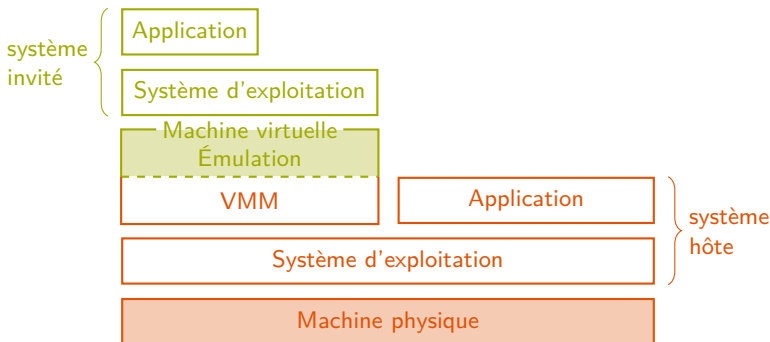 Application
système
invité
Système d'exploitation
Machine virtuelle
Émulation
VMM
Application
système
hôte
Système d'exploitation
Machine physique